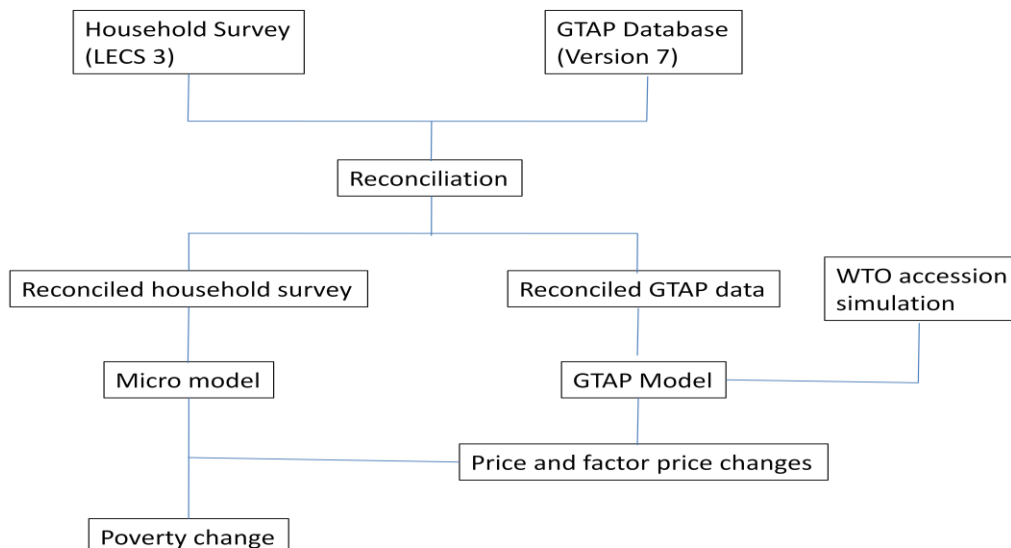 Household Survey
(LECS 3)
GTAP Database
(Version 7)
Reconciliation
Reconciled household survey
Reconciled GTAP data
WTO accession
simulation
Micro model
GTAP Model
Price and factor price changes
Poverty change